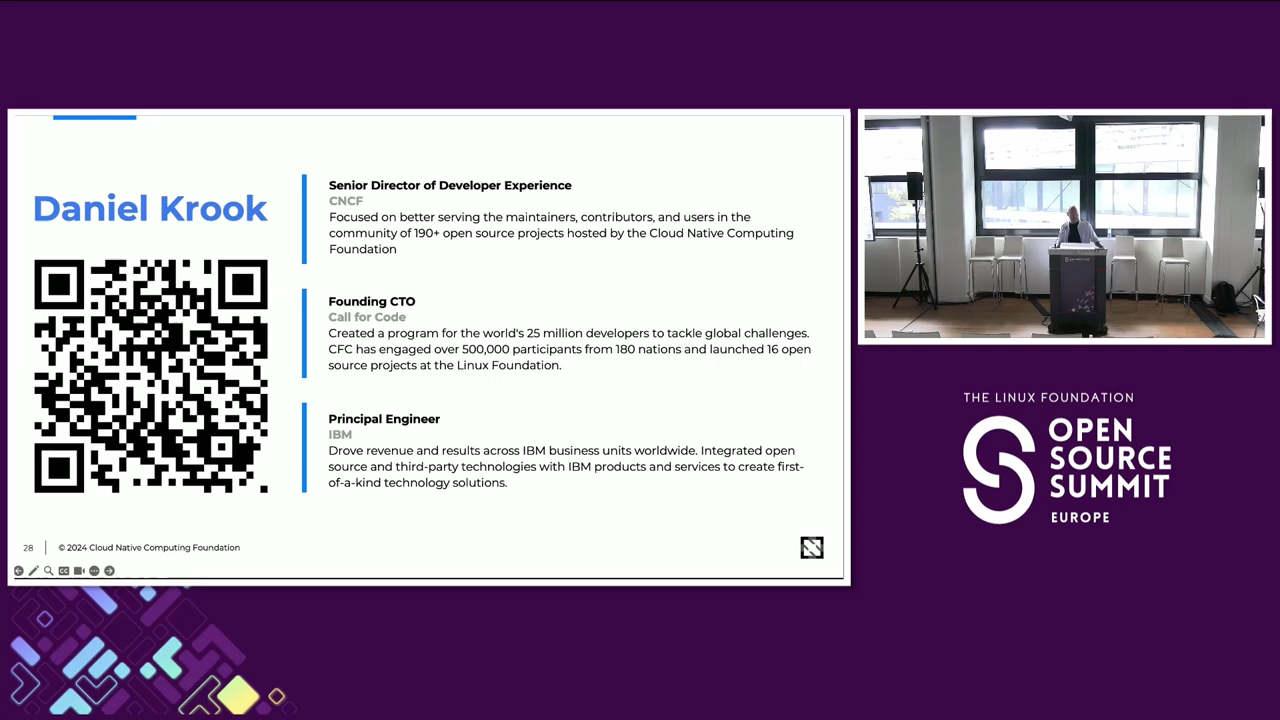 Daniel Krook
Senior Director of Developer Experience
CNCF
Focused on better serving the maintainers, contributors, and users in the
community of 190+ open source projects hosted by the Cloud Native Computing
Foundation
Founding CTO
Call for Code
Created a program for the world's 25 million developers to tackle global challenges.
CFC has engaged over 500,000 participants from 180 nations and launched 16 open
source projects at the Linux Foundation.
Principal Engineer
IBM
Drove revenue and results across IBM business units worldwide. Integrated open
source and third-party technologies with IBM products and services to create first-
of-a-kind technology solutions.
28
© 2024 Cloud Native Computing Foundation
THE LINUX FOUNDATION
OPEN
SOURCE
SUMMIT
EUROPE